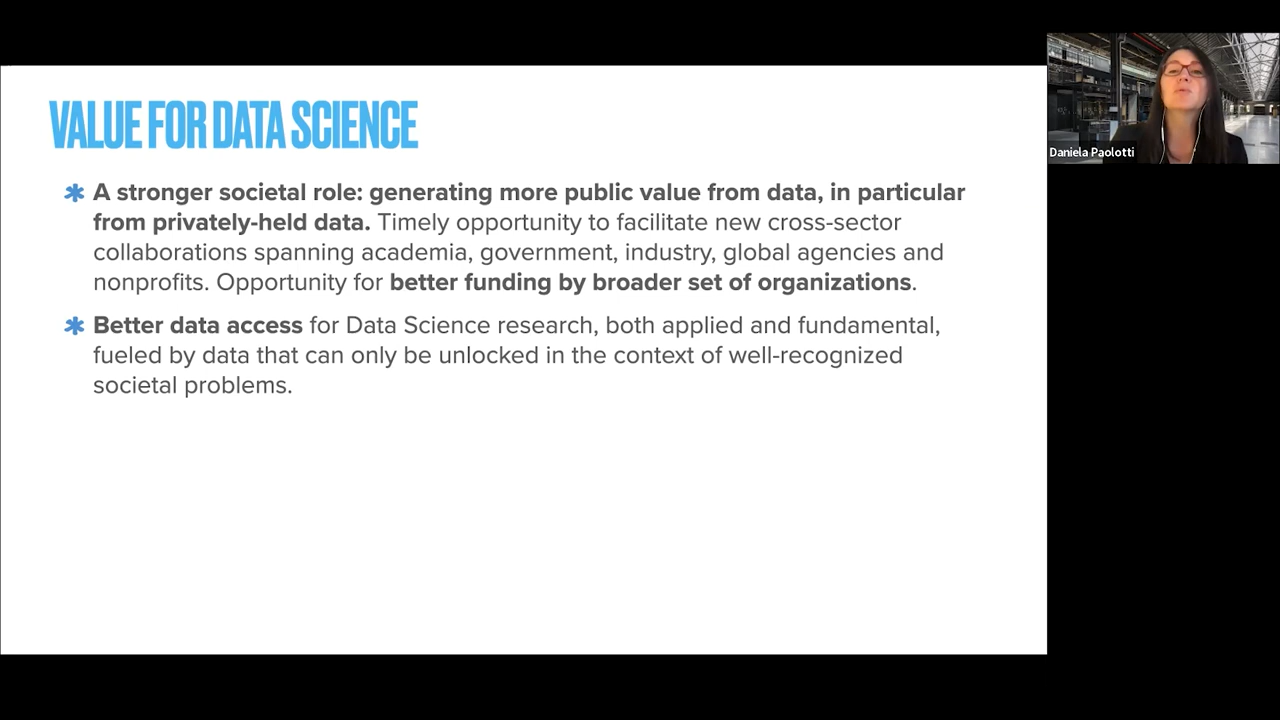 VALUE FOR DATA SCIENCE
A stronger societal role: generating more public value from data, in particular
from privately-held data. Timely opportunity to facilitate new cross-sector
collaborations spanning academia, government, industry, global agencies and
nonprofits. Opportunity for better funding by broader set of organizations.
Better data access for Data Science research, both applied and fundamental,
fueled by data that can only be unlocked in the context of well-recognized
societal problems.
Daniela Paolotti